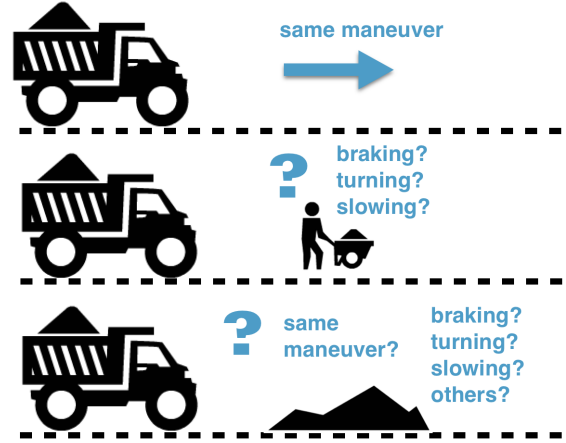 same maneuver
?
braking?
turning?
slowing?
?
same
maneuver?
braking?
turning?
slowing?
others?